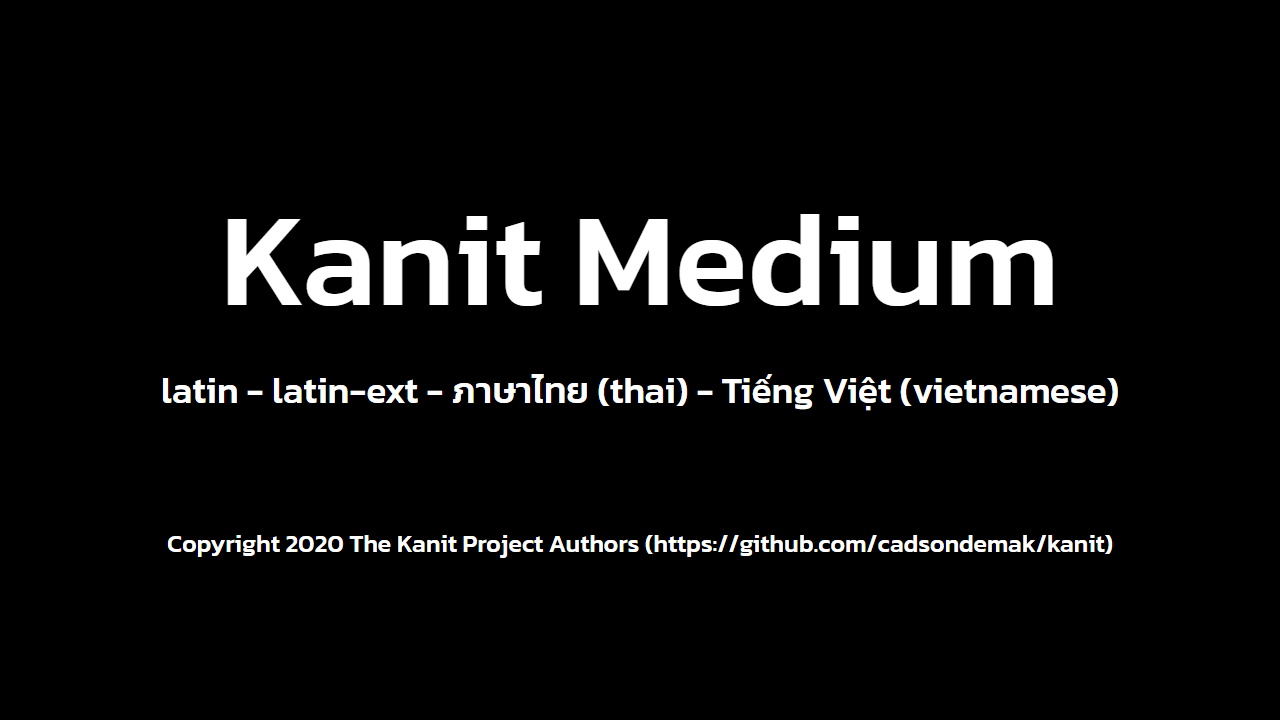 Kanit Medium
latin - latin-ext - ภาษาไทย (thai) - Tiếng Việt (vietnamese)
Copyright 2020 The Kanit Project Authors (https://github.com/cadsondemak/kanit)